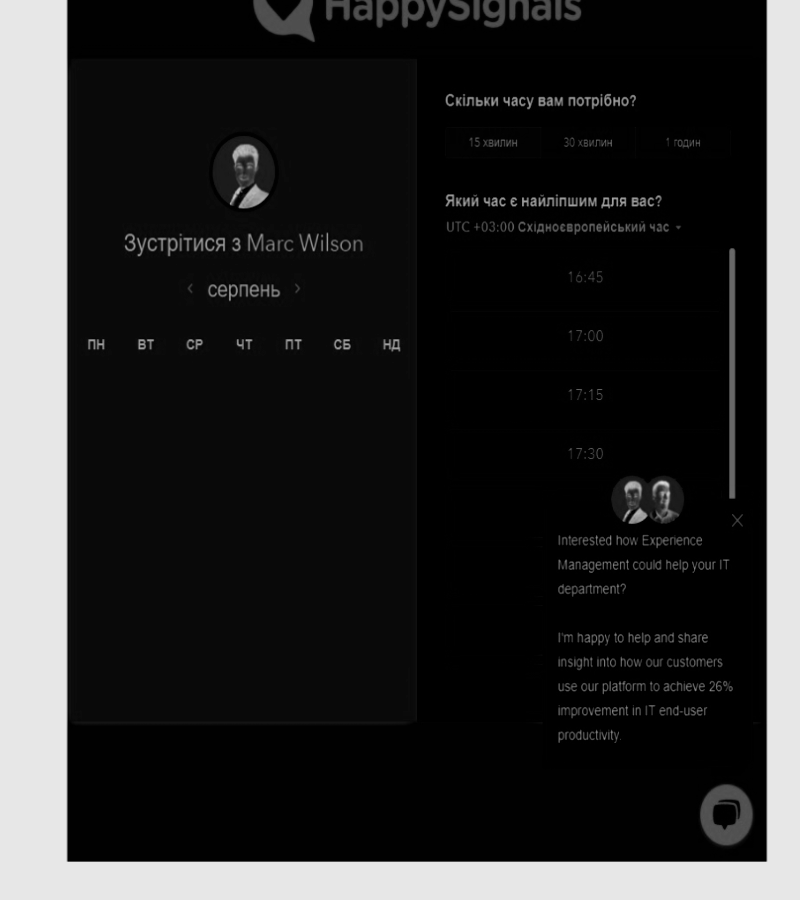 HappySignals
Зустрітися з Marc Wilson
серпень
ПН ВТ СР ЧТ ПТ СБ НД
Скільки часу вам потрібно?
15 хвилин 30 хвилин 1 годин
Який час є найліпшим для вас?
UTC +03:00 Східноєвропейський час
16:45
17:00
17:15
17:30
Interested how Experience
Management could help your IT
department?
I'm happy to help and share
insight into how our customers
use our platform to achieve 26%
improvement in IT end-user
productivity.